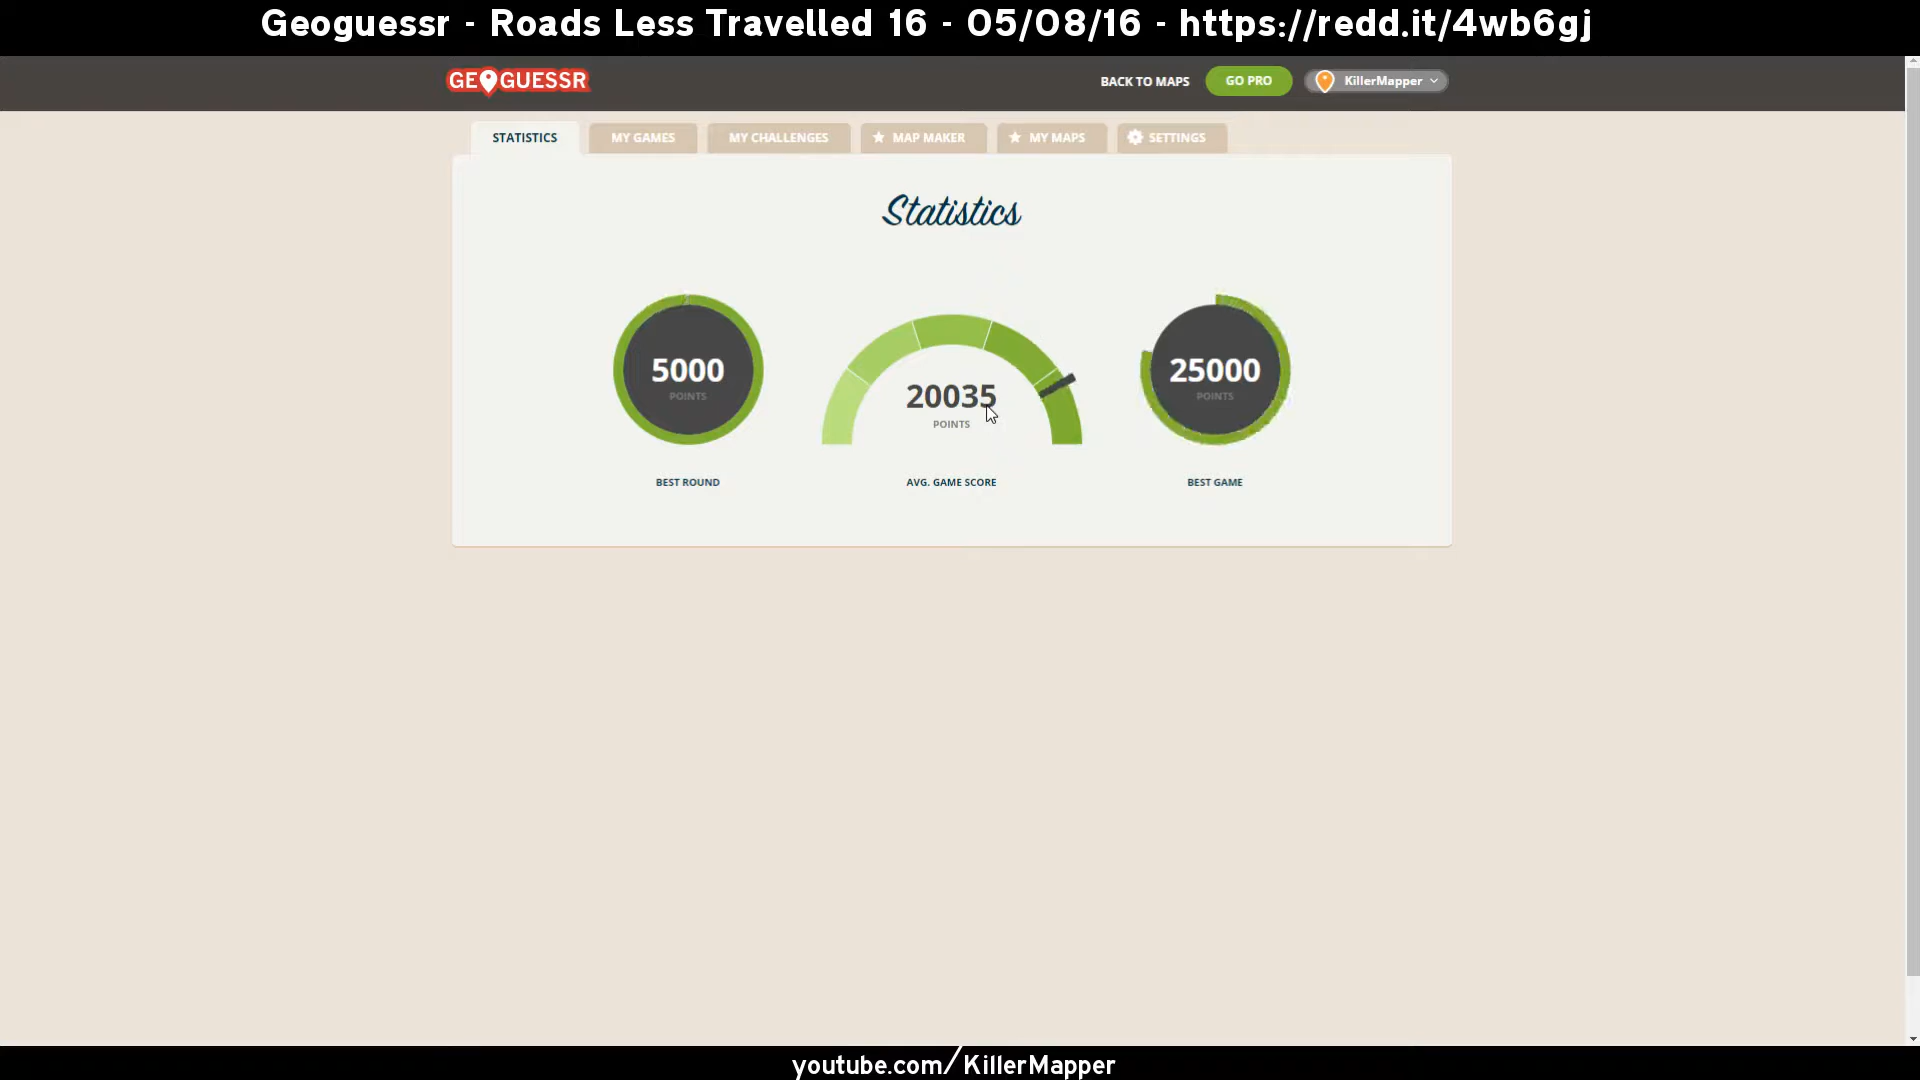 Geoguessr - Roads Less Travelled 16 - 05/08/16 - https://redd.it/4wb6gj
GEOGUESSR
BACK TO MAPS
GO PRO
KillerMapper
STATISTICS
MY GAMES
MY CHALLENGES
MAP MAKER
MY MAPS
SETTINGS
Statistics
5000
POINTS
BEST ROUND
20035
POINTS
AVG. GAME SCORE
25000
POINTS
BEST GAME
youtube.com/KillerMapper